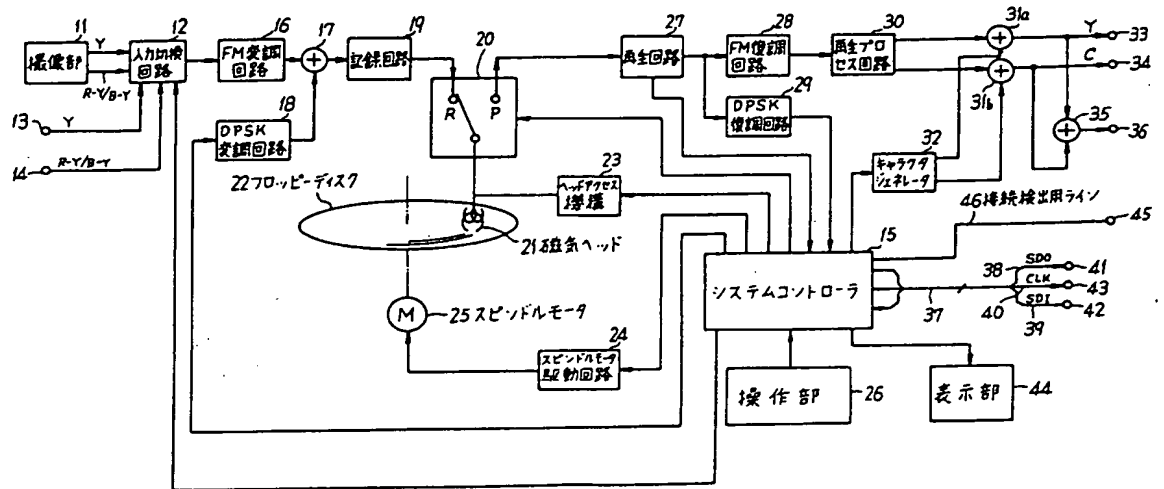 11
撮像部
Y
R-Y/B-Y
12
入力切換
回路
13
Y
14
R-Y/B-Y
16
FM変調
回路
17
18
DPSK
変調回路
19
記録回路
20
R
P
27
再生回路
28
FM復調
回路
29
DPSK
復調回路
30
再生プロ
セス回路
31a
31b
Y
33
C
34
35
36
32
キャラクタ
ジェネレータ
22フロッピーディスク
23
ヘッドアクセス
機構
21磁気ヘッド
M
25スピンドルモータ
24
スピンドルモータ
駆動回路
15
システムコントローラ
46接続検出用ライン
45
37
38
SDO
41
CLK
43
40
SDI
39
42
操作部
26
表示部
44